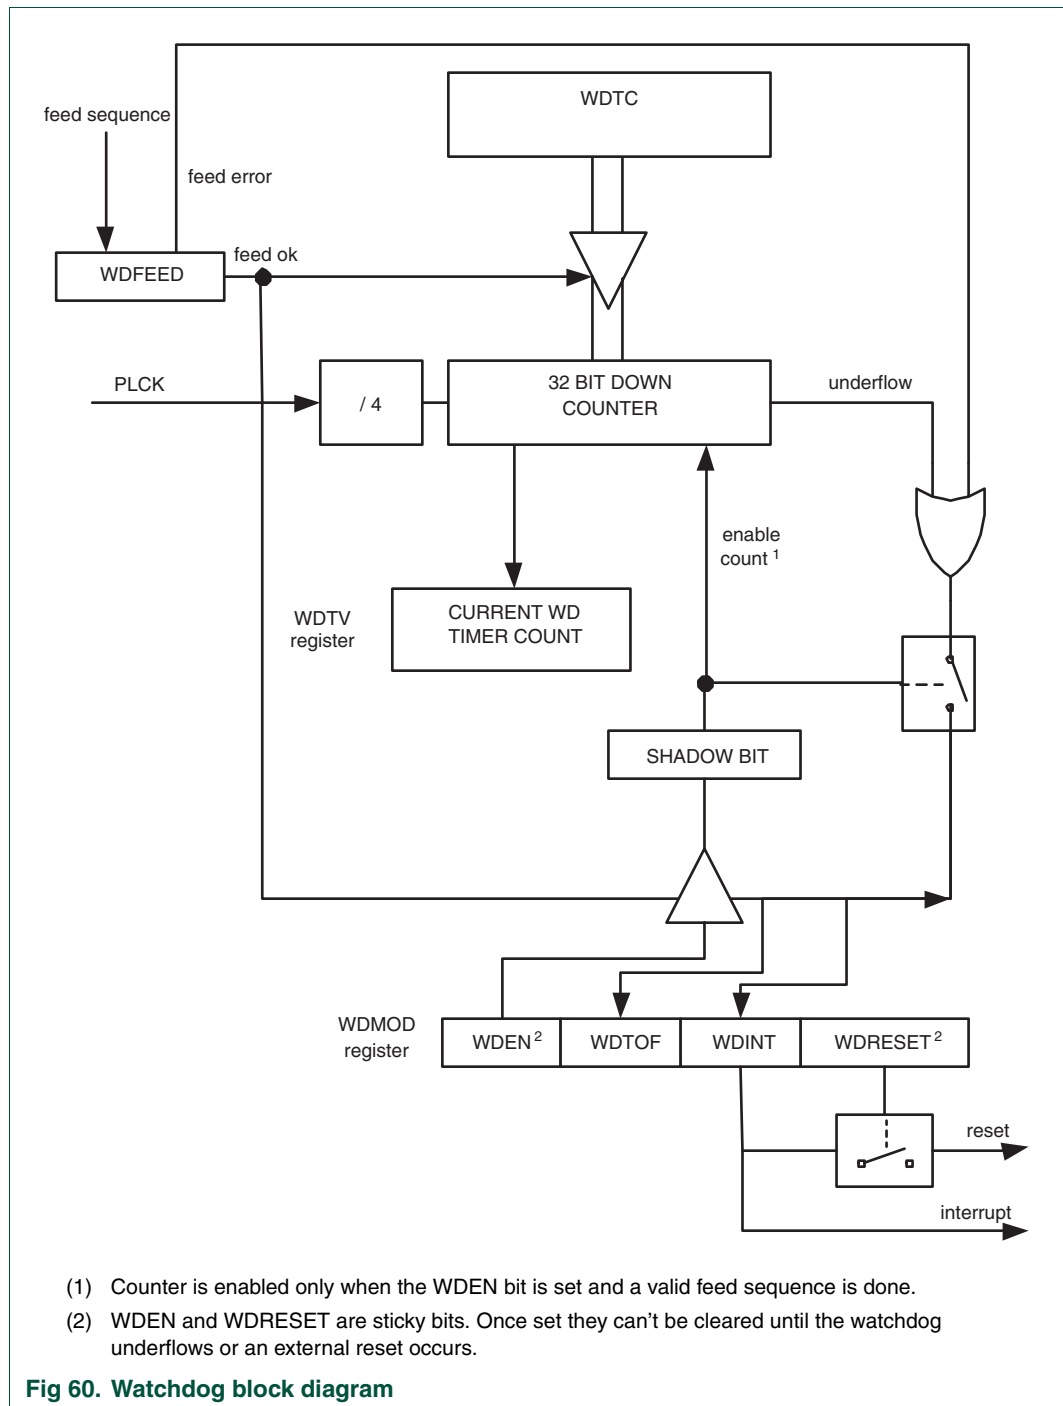 WDTC
feed sequence
feed error
feed ok
WDFEED
PLCK
/ 4
32 BIT DOWN
COUNTER
underflow
enable
count 1
WDTV
register
CURRENT WD
TIMER COUNT
SHADOW BIT
WDMOD
register
WDEN 2
WDTOF
WDINT
WDRESET 2
reset
interrupt
(1) Counter is enabled only when the WDEN bit is set and a valid feed sequence is done.
(2) WDEN and WDRESET are sticky bits. Once set they can't be cleared until the watchdog
underflows or an external reset occurs.
Fig 60. Watchdog block diagram